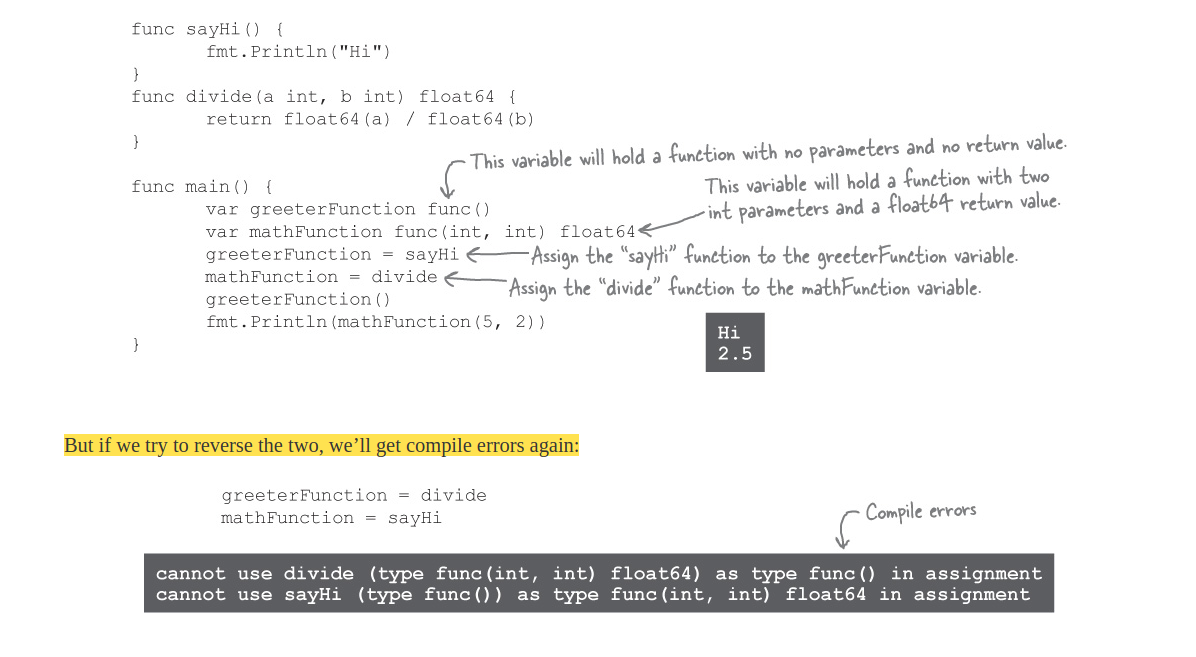 func sayHi() {
fmt.Println("Hi")
}
func divide(a int, b int) float64 {
return float64(a) / float64(b)
}
This variable will hold a function with no parameters and no return value.
func main() {
This variable will hold a function with two
int parameters and a float64 return value.
var greeterFunction func()
var mathFunction func(int, int) float64
greeterFunction = sayHi
Assign the “sayHi” function to the greeterFunction variable.
mathFunction = divide
Assign the “divide” function to the mathFunction variable.
greeterFunction()
fmt.Println(mathFunction(5, 2))
}
Hi
2.5
But if we try to reverse the two, we’ll get compile errors again:
greeterFunction = divide
mathFunction = sayHi
Compile errors
cannot use divide (type func(int, int) float64) as type func() in assignment
cannot use sayHi (type func()) as type func(int, int) float64 in assignment